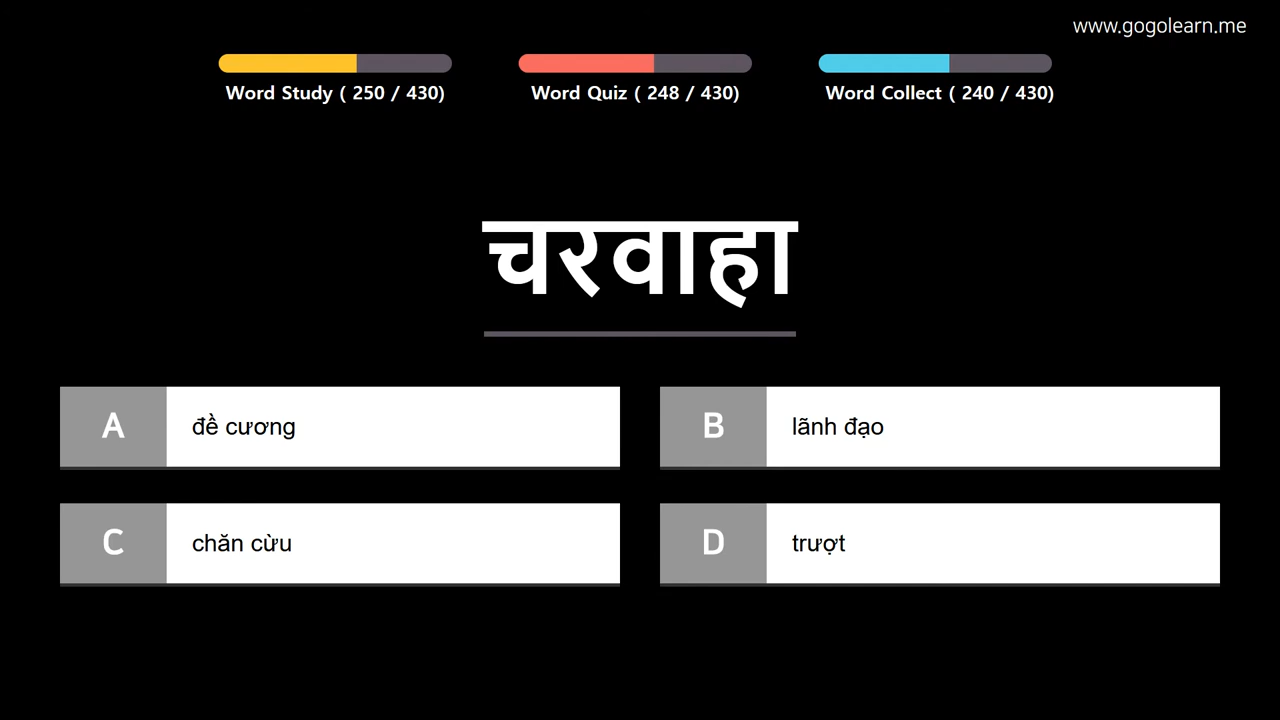 www.gogolearn.me
Word Study ( 250 / 430)
Word Quiz ( 248 / 430)
Word Collect ( 240 / 430)
चरवाहा
A
đề cương
B
lãnh đạo
C
chăn cừu
D
trượt